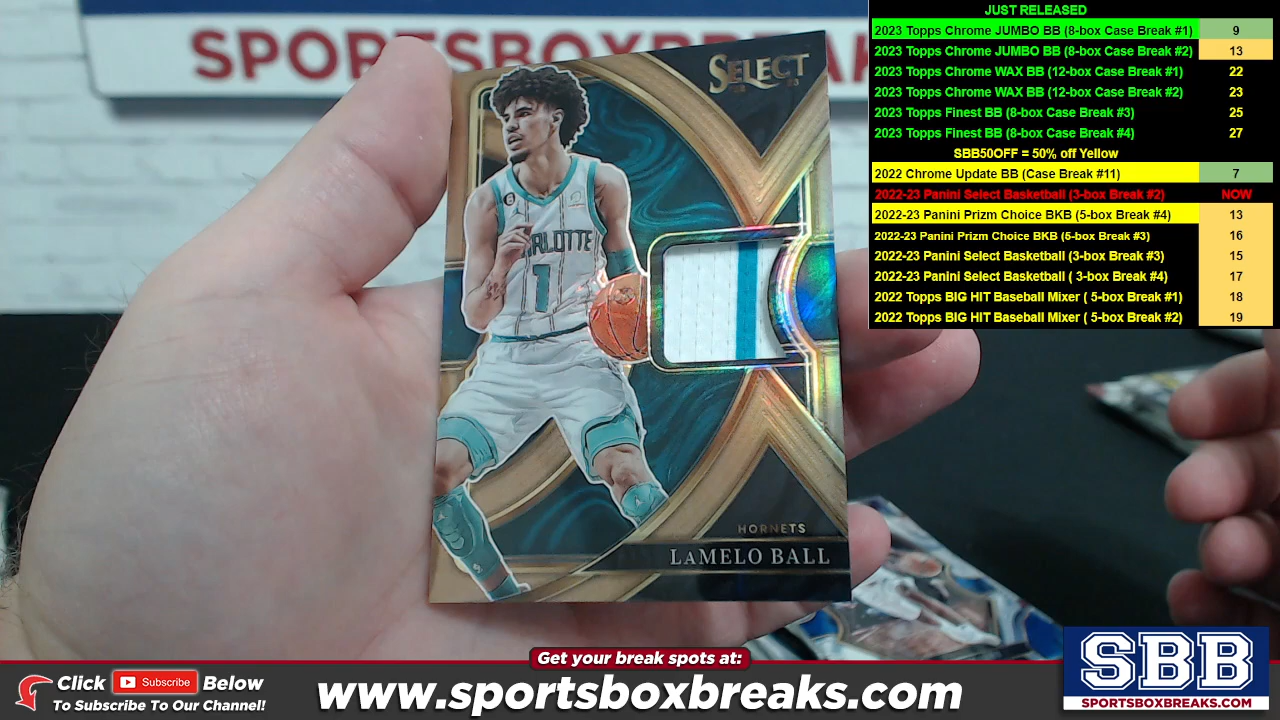 SPORTSBOXBREAK
JUST RELEASED
2023 Topps Chrome JUMBO BB (8-box Case Break #1) 9
2023 Topps Chrome JUMBO BB (8-box Case Break #2) 13
2023 Topps Chrome WAX BB (12-box Case Break #1) 22
2023 Topps Chrome WAX BB (12-box Case Break #2) 23
2023 Topps Finest BB (8-box Case Break #3) 25
2023 Topps Finest BB (8-box Case Break #4) 27
SBB50OFF = 50% off Yellow
2022 Chrome Update BB (Case Break #11) 7
2022-23 Panini Select Basketball (3-box Break #2) NOW
2022-23 Panini Prizm Choice BKB (5-box Break #4) 13
2022-23 Panini Prizm Choice BKB (5-box Break #3) 16
2022-23 Panini Select Basketball (3-box Break #3) 15
2022-23 Panini Select Basketball ( 3-box Break #4) 17
2022 Topps BIG HIT Baseball Mixer ( 5-box Break #1) 18
2022 Topps BIG HIT Baseball Mixer ( 5-box Break #2) 19
SELECT
1
HORNETS
LAMELO BALL
Get your break spots at:
Click Subscribe Below
To Subscribe To Our Channel!
www.sportsboxbreaks.com
SBB
SPORTSBOXBREAKS.COM